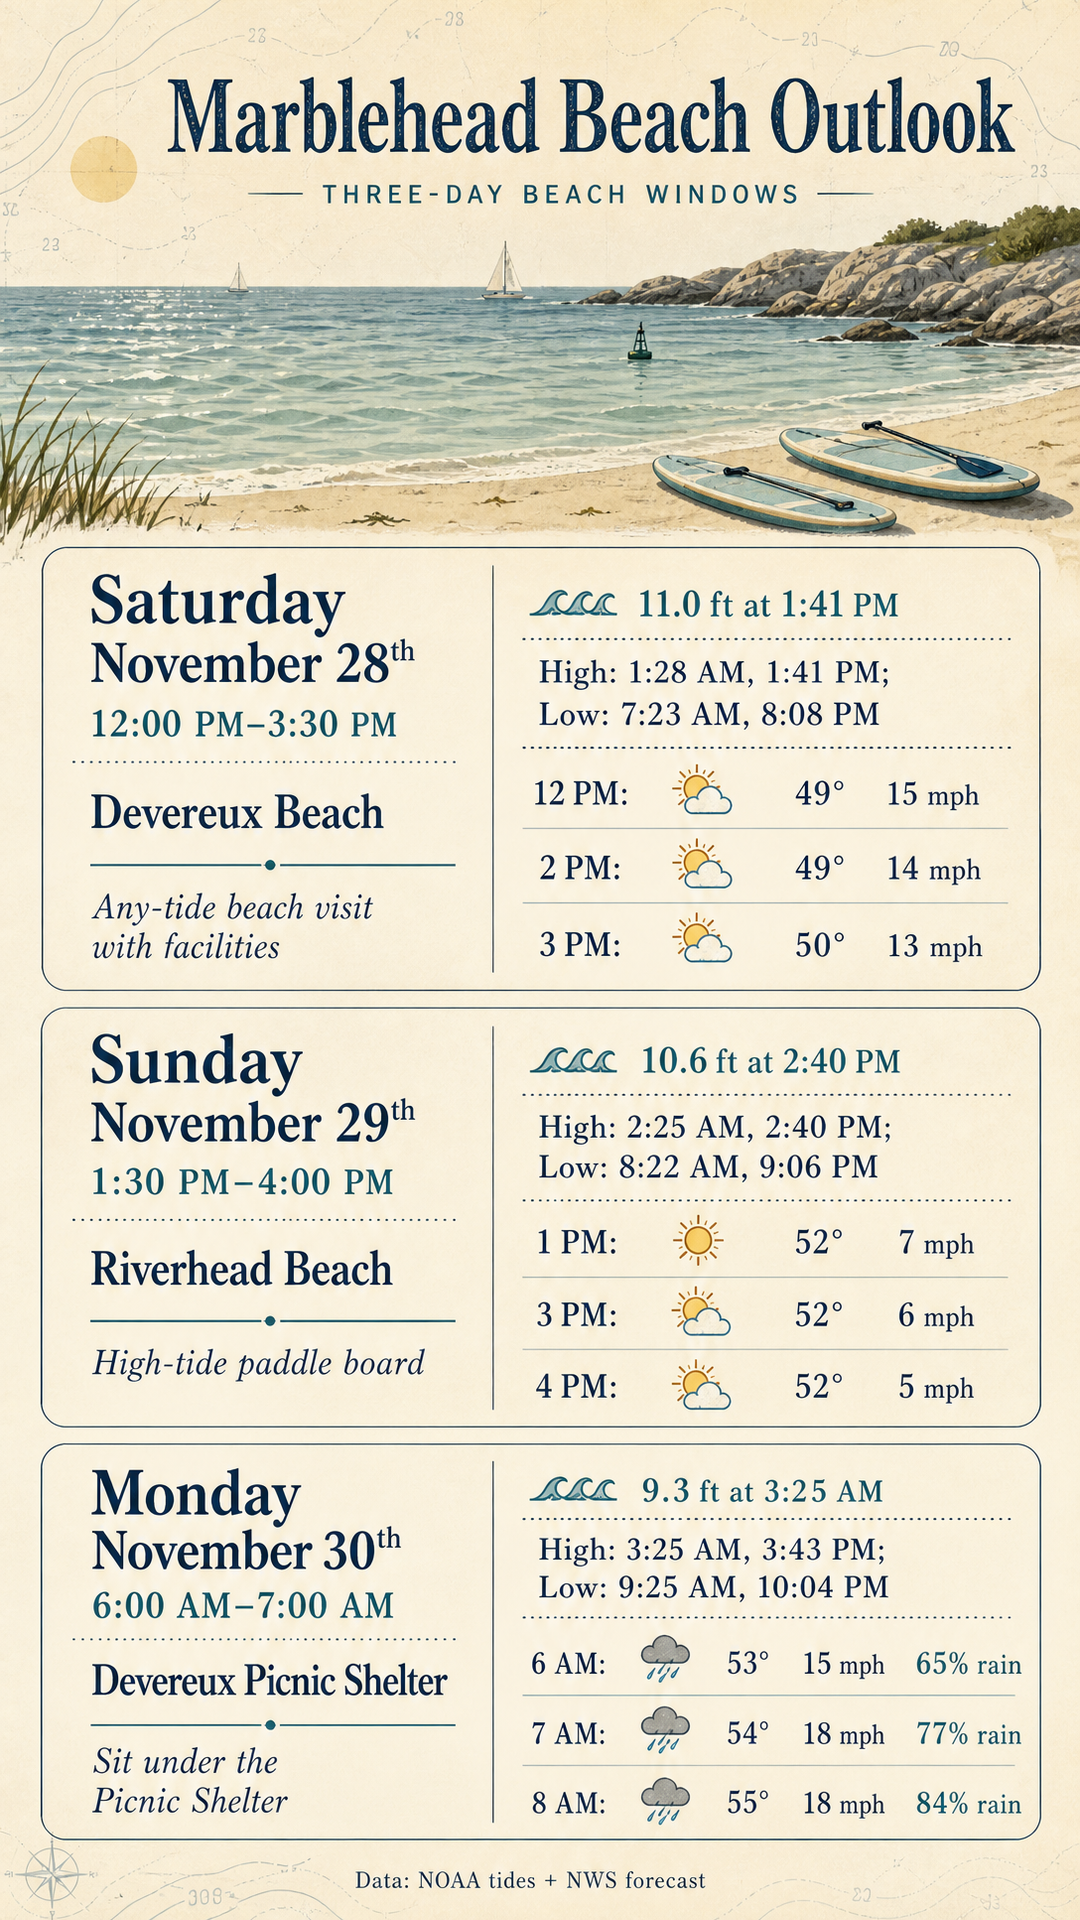 Marblehead Beach Outlook
THREE-DAY BEACH WINDOWS
Saturday
November 28th
12:00 PM–3:30 PM
Devereux Beach
Any-tide beach visit
with facilities
11.0 ft at 1:41 PM
High: 1:28 AM, 1:41 PM;
Low: 7:23 AM, 8:08 PM
12 PM: 49° 15 mph
2 PM: 49° 14 mph
3 PM: 50° 13 mph
Sunday
November 29th
1:30 PM–4:00 PM
Riverhead Beach
High-tide paddle board
10.6 ft at 2:40 PM
High: 2:25 AM, 2:40 PM;
Low: 8:22 AM, 9:06 PM
1 PM: 52° 7 mph
3 PM: 52° 6 mph
4 PM: 52° 5 mph
Monday
November 30th
6:00 AM–7:00 AM
Devereux Picnic Shelter
Sit under the
Picnic Shelter
9.3 ft at 3:25 AM
High: 3:25 AM, 3:43 PM;
Low: 9:25 AM, 10:04 PM
6 AM: 53° 15 mph 65% rain
7 AM: 54° 18 mph 77% rain
8 AM: 55° 18 mph 84% rain
Data: NOAA tides + NWS forecast